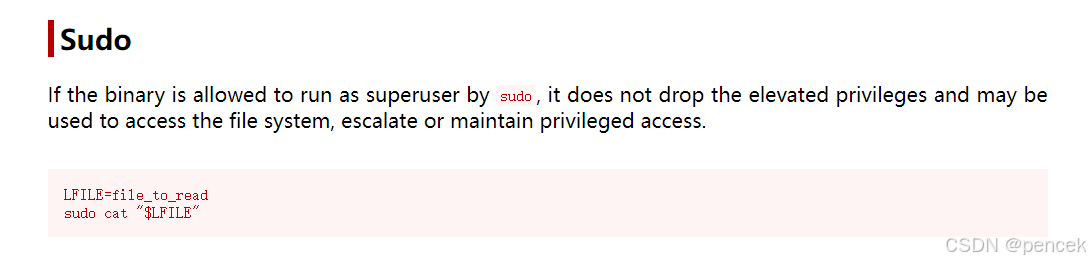 Sudo
If the binary is allowed to run as superuser by sudo, it does not drop the elevated privileges and may be
used to access the file system, escalate or maintain privileged access.
LFILE=file_to_read
sudo cat "$LFILE"
CSDN @pencek